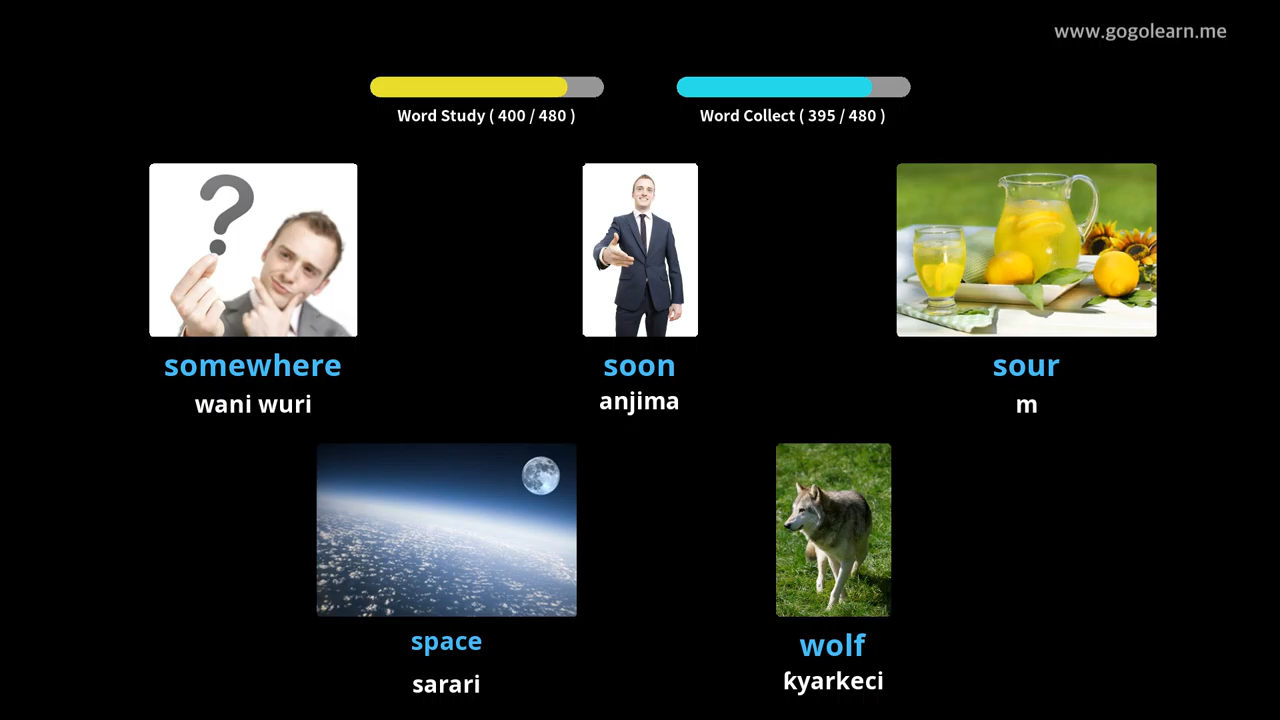 www.gogolearn.me
Word Study ( 400 / 480 )
Word Collect ( 395 / 480 )
somewhere
wani wuri
soon
anjima
sour
m
space
sarari
wolf
ƙyarkeci